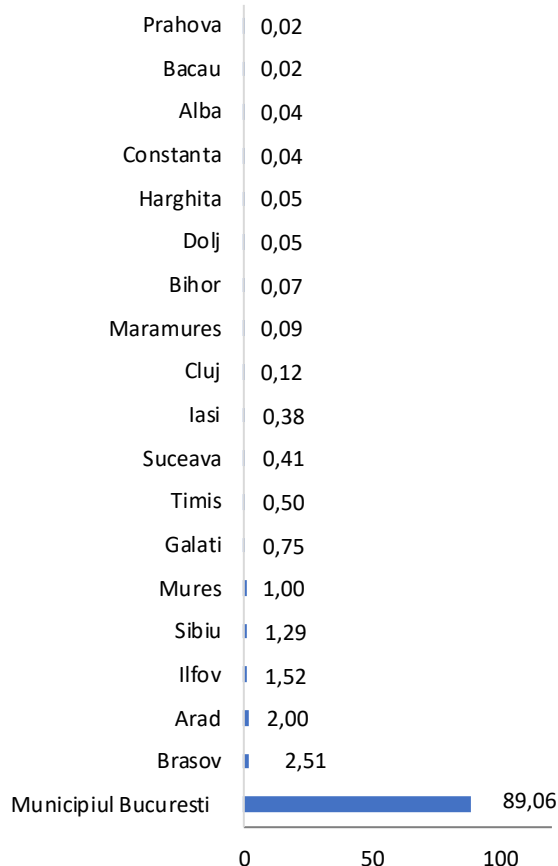 Prahova 0,02
Bacau 0,02
Alba 0,04
Constanta 0,04
Harghita 0,05
Dolj 0,05
Bihor 0,07
Maramures 0,09
Cluj 0,12
Iasi 0,38
Suceava 0,41
Timis 0,50
Galati 0,75
Mures 1,00
Sibiu 1,29
Ilfov 1,52
Arad 2,00
Brasov 2,51
Municipiul Bucuresti 89,06
0 50 100